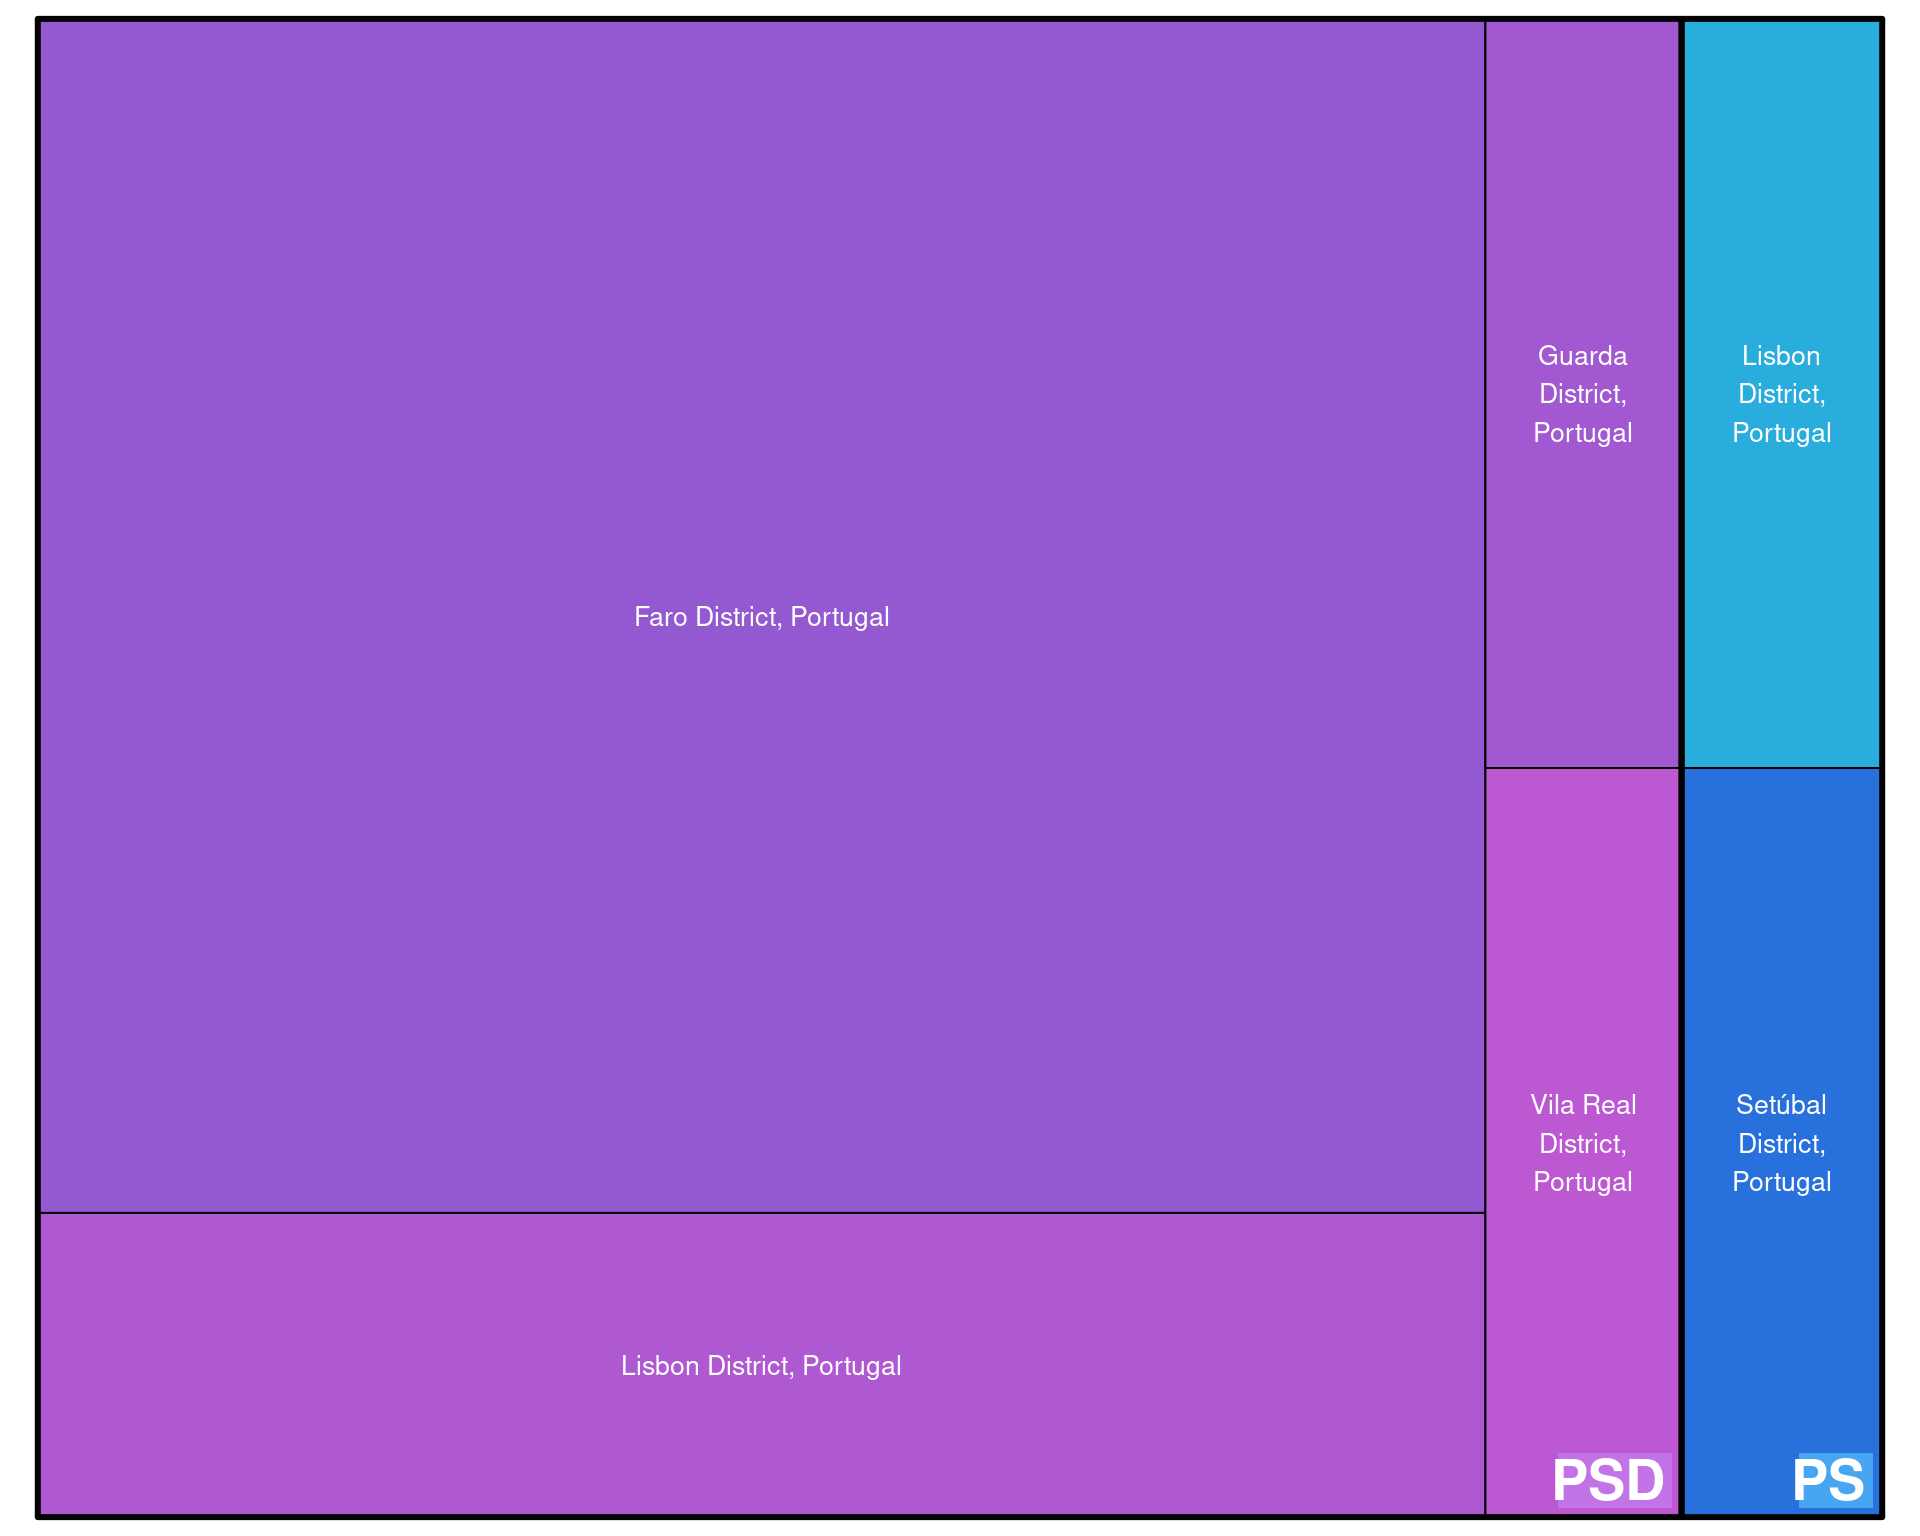 Faro District, Portugal
Lisbon District, Portugal
Guarda
District,
Portugal
Vila Real
District,
Portugal
PSD
Lisbon
District,
Portugal
Setúbal
District,
Portugal
PS